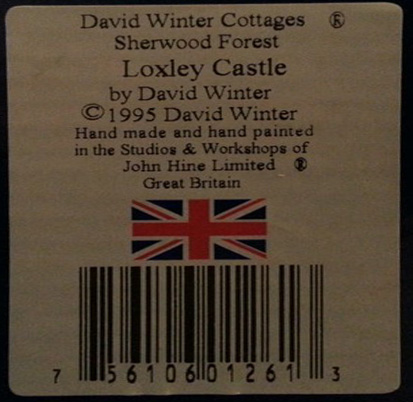 David Winter Cottages ®
Sherwood Forest
Loxley Castle
by David Winter
©1995 David Winter
Hand made and hand painted
in the Studios & Workshops of
John Hine Limited ®
Great Britain
7 56106 01261 3